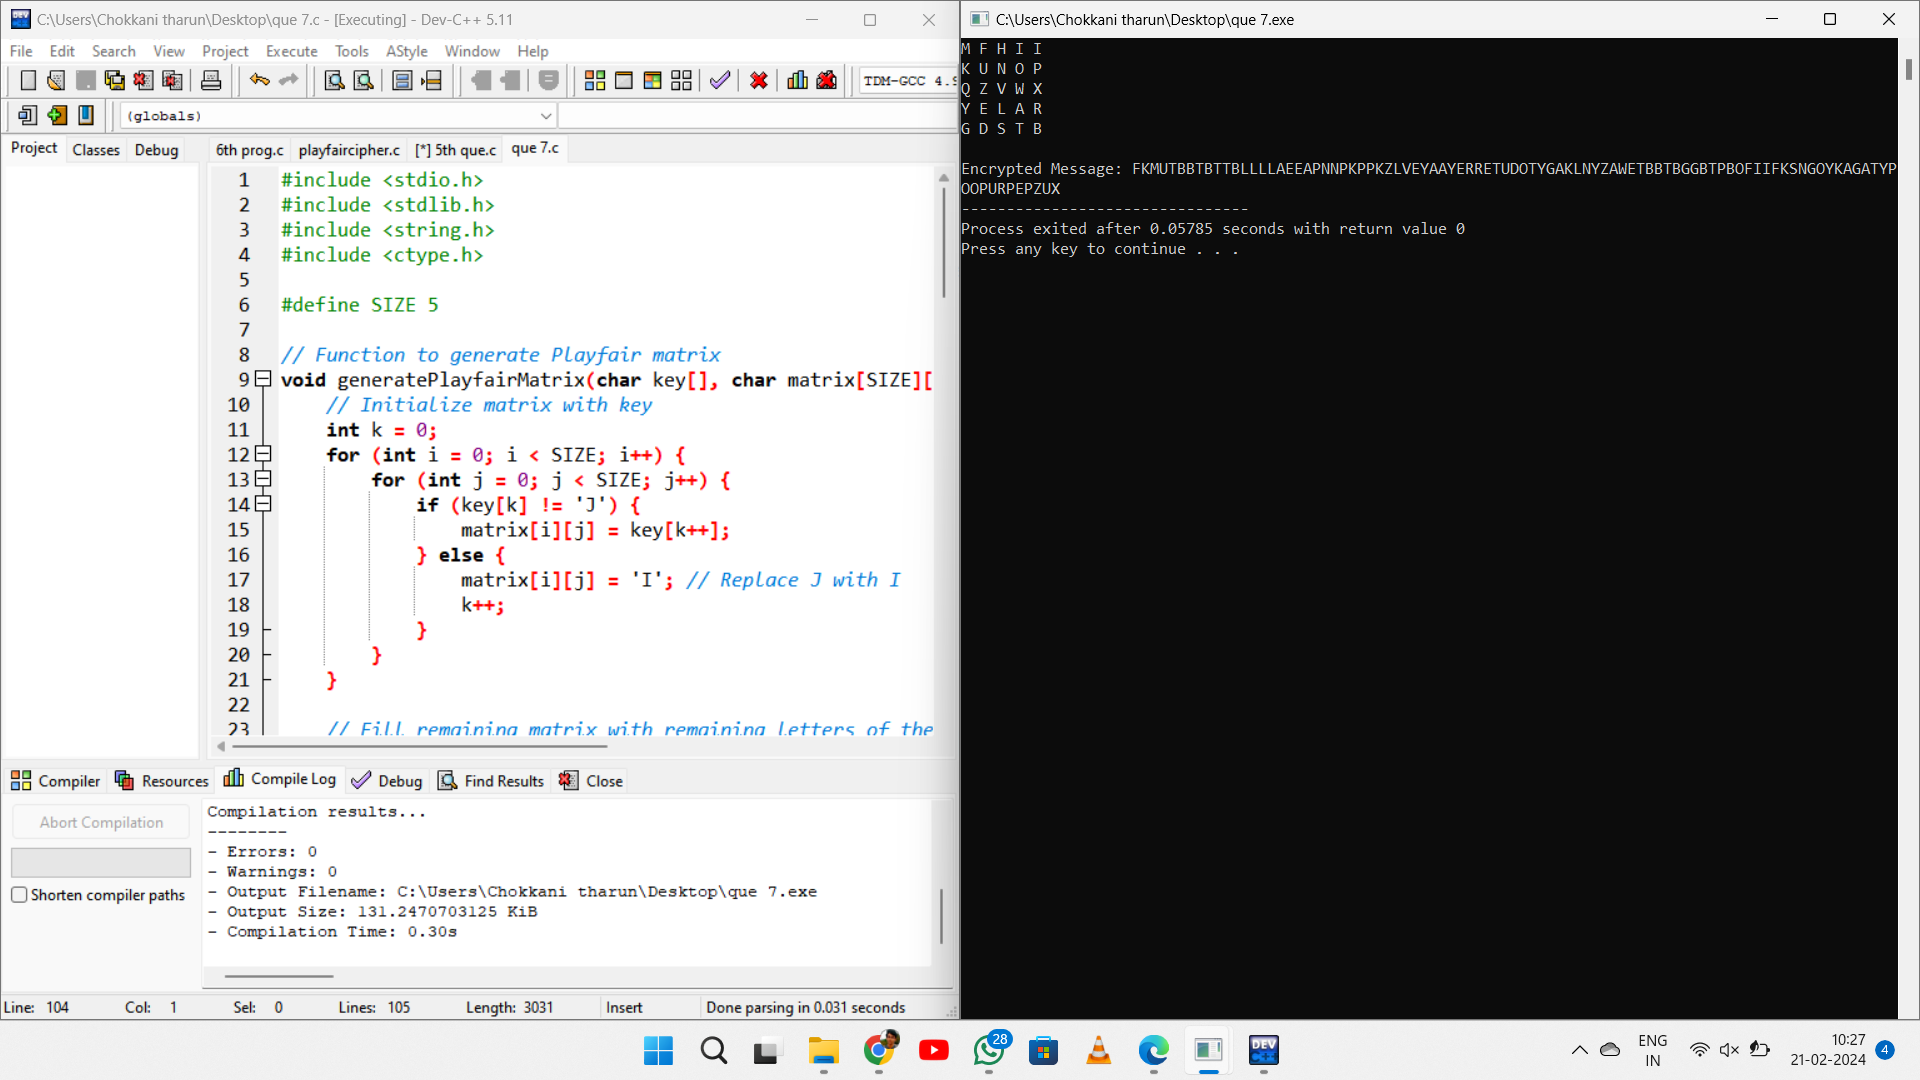 C:\Users\Chokkani tharun\Desktop\que 7.c - [Executing] - Dev-C++ 5.11
File Edit Search View Project Execute Tools AStyle Window Help
TDM-GCC 4.9
(globals)
Project Classes Debug
6th prog.c playfaircipher.c [*] 5th que.c que 7.c
1 #include <stdio.h>
2 #include <stdlib.h>
3 #include <string.h>
4 #include <ctype.h>
5
6 #define SIZE 5
7
8 // Function to generate Playfair matrix
9 void generatePlayfairMatrix(char key[], char matrix[SIZE][
10 // Initialize matrix with key
11 int k = 0;
12 for (int i = 0; i < SIZE; i++) {
13 for (int j = 0; j < SIZE; j++) {
14 if (key[k] != 'J') {
15 matrix[i][j] = key[k++];
16 } else {
17 matrix[i][j] = 'I'; // Replace J with I
18 k++;
19 }
20 }
21 }
22
23 // Fill remaining matrix with remaining letters of the
Compiler Resources Compile Log Debug Find Results Close
Abort Compilation
Shorten compiler paths
Compilation results...
--------
- Errors: 0
- Warnings: 0
- Output Filename: C:\Users\Chokkani tharun\Desktop\que 7.exe
- Output Size: 131.2470703125 KiB
- Compilation Time: 0.30s
Line: 104 Col: 1 Sel: 0 Lines: 105 Length: 3031 Insert Done parsing in 0.031 seconds
C:\Users\Chokkani tharun\Desktop\que 7.exe
M F H I I
K U N O P
Q Z V W X
Y E L A R
G D S T B
Encrypted Message: FKMUTBBTBTTBLLLLAEEAPNNPKPPKZLVEYAAYERRETUDOTYGAKLNYZAWETBBTBGGBTPBOFIIFKSNGOYKAGATYP
OOPURPEPZUX
--------------------------------
Process exited after 0.05785 seconds with return value 0
Press any key to continue . . .
28
DEV
C++
ENG
IN
10:27
21-02-2024
4